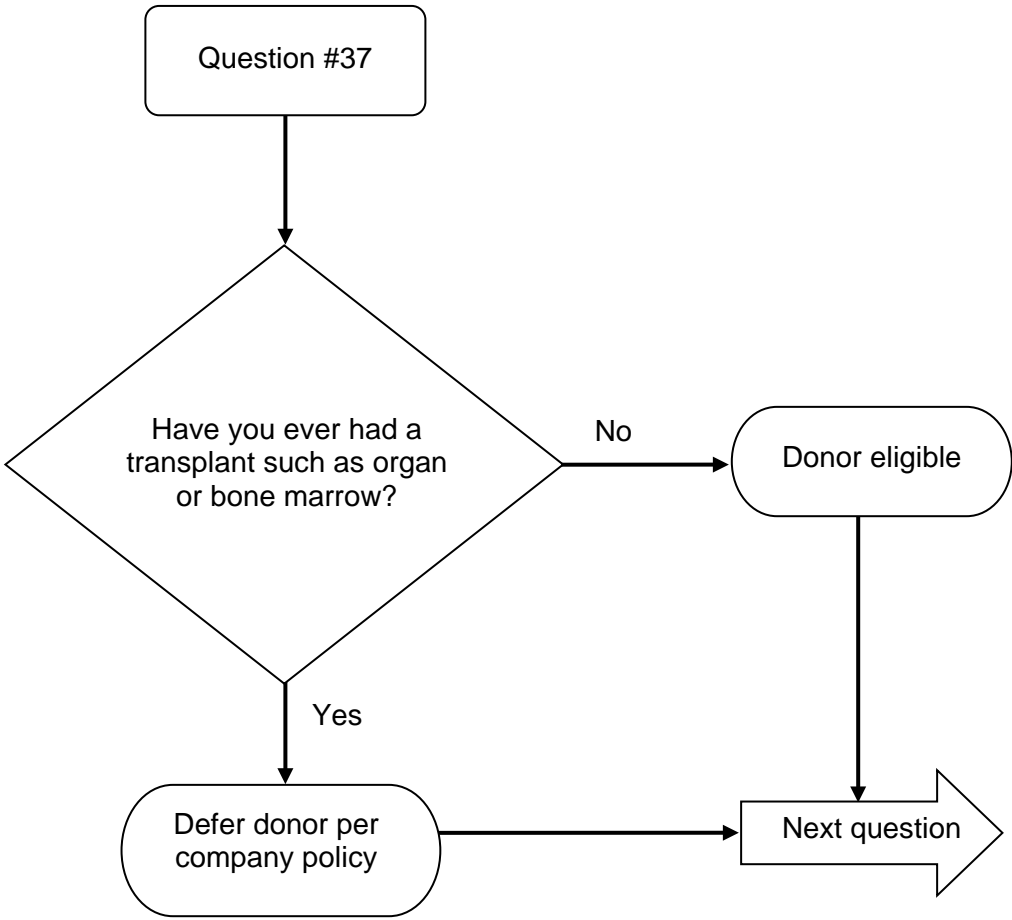 Question #37
Have you ever had a
transplant such as organ
or bone marrow?
No
Donor eligible
Yes
Defer donor per
company policy
Next question